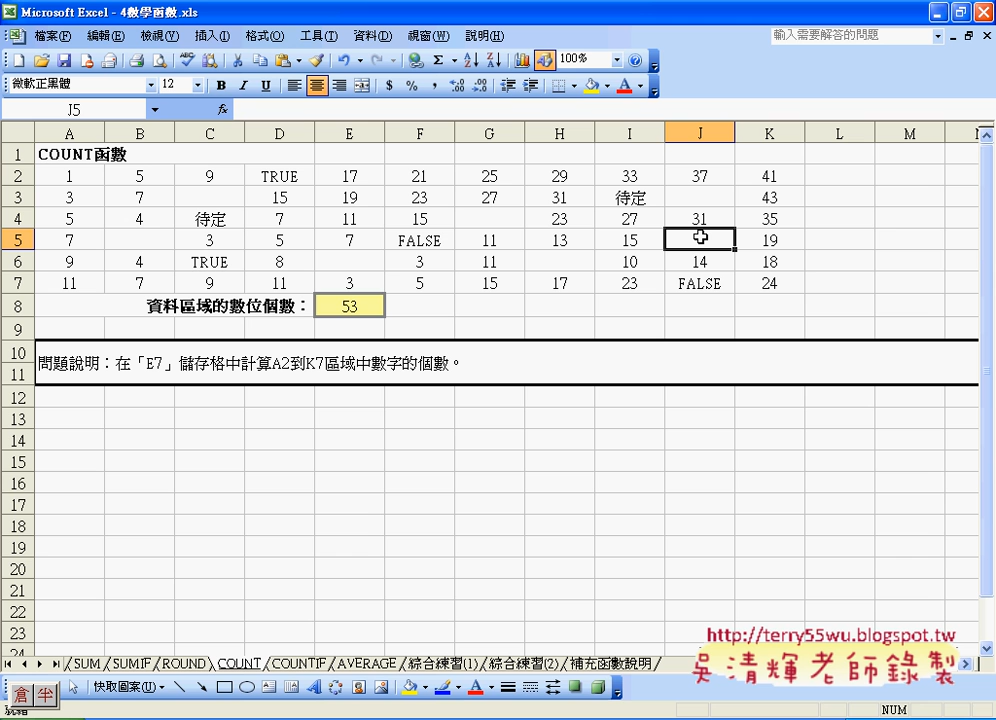 Microsoft Excel - 4數學函數.xls
檔案(F) 編輯(E) 檢視(V) 插入(I) 格式(O) 工具(T) 資料(D) 視窗(W) 說明(H) 輸入需要解答的問題
100%
微軟正黑體 12 B I U $ % ,
J5 fx
A B C D E F G H I J K L M N
1 COUNT函數
2 1 5 9 TRUE 17 21 25 29 33 37 41
3 3 7 15 19 23 27 31 待定 43
4 5 4 待定 7 11 15 23 27 31 35
5 7 3 5 7 FALSE 11 13 15 19
6 9 4 TRUE 8 3 11 10 14 18
7 11 7 9 11 3 5 15 17 23 FALSE 24
8 資料區域的數位個數： 53
9
10
問題說明：在「E7」儲存格中計算A2到K7區域中數字的個數。
11
12
13
14
15
16
17
18
19
20
21
22
23
24
http://terry55wu.blogspot.tw
SUM SUMIF ROUND COUNT COUNTIF AVERAGE 綜合練習(1) 綜合練習(2) 補充函數說明
吳清輝老師錄製
倉 半 快取圖案(U)
就緒 NUM